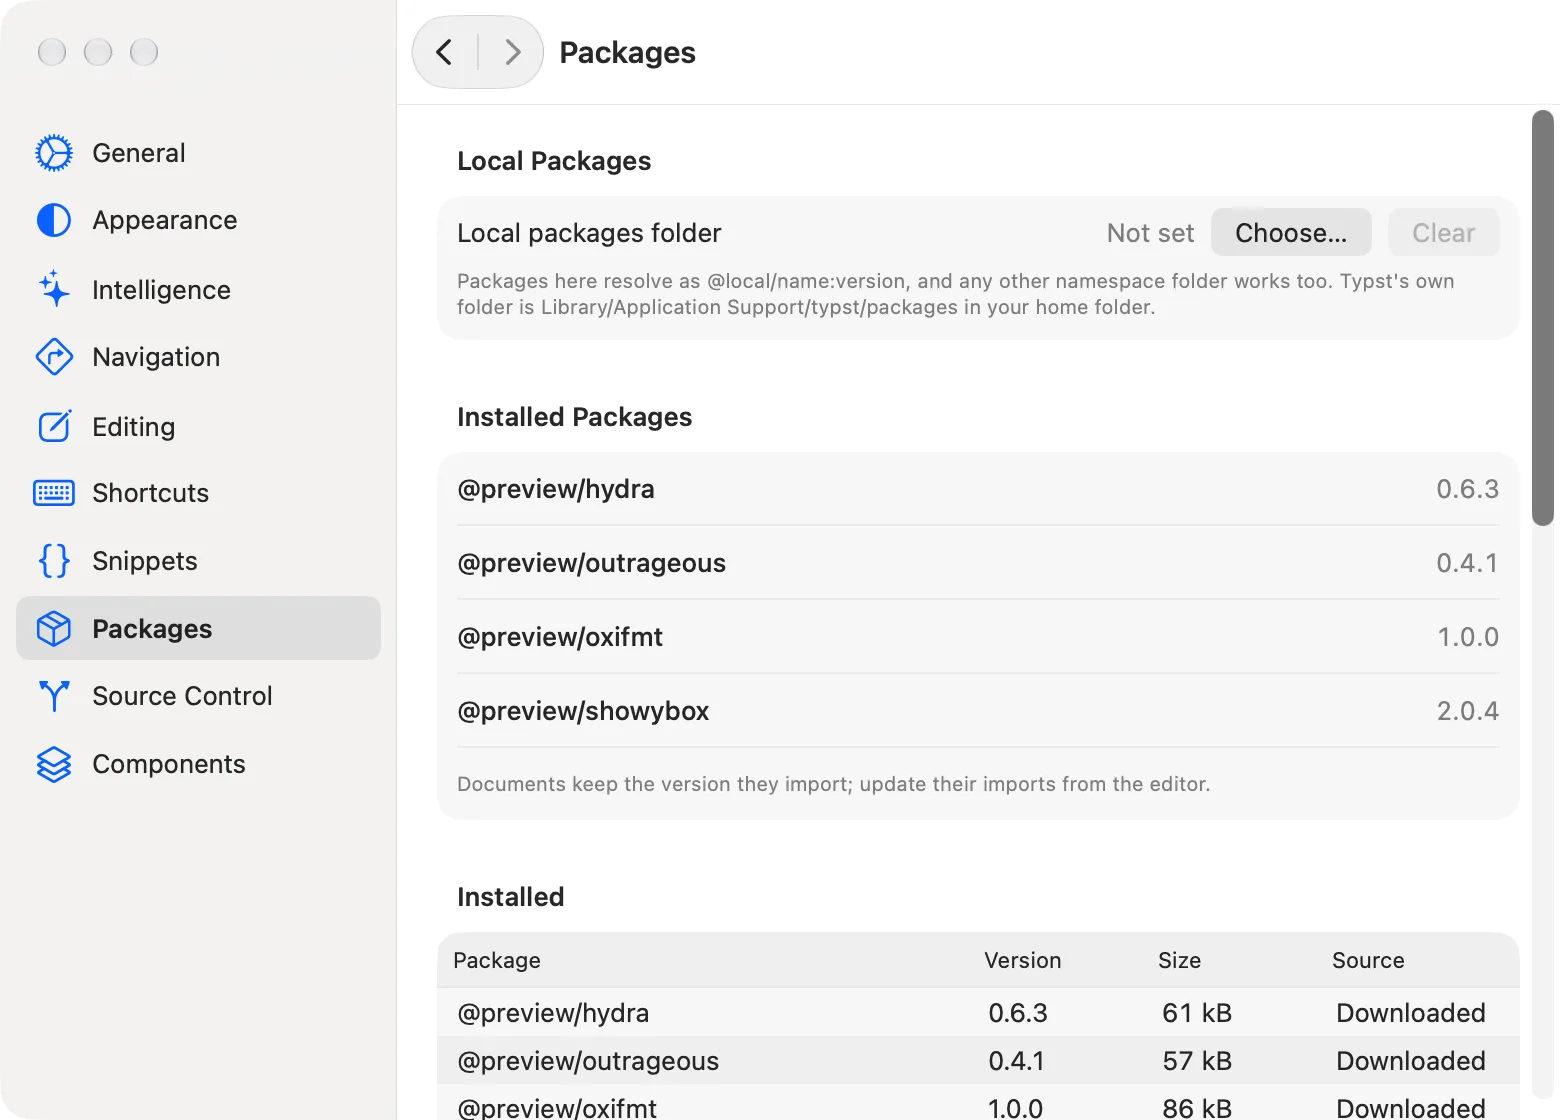 Packages
General
Appearance
Intelligence
Navigation
Editing
Shortcuts
Snippets
Packages
Source Control
Components
Local Packages
Local packages folder Not set Choose... Clear
Packages here resolve as @local/name:version, and any other namespace folder works too. Typst's own
folder is Library/Application Support/typst/packages in your home folder.
Installed Packages
@preview/hydra 0.6.3
@preview/outrageous 0.4.1
@preview/oxifmt 1.0.0
@preview/showybox 2.0.4
Documents keep the version they import; update their imports from the editor.
Installed
Package Version Size Source
@preview/hydra 0.6.3 61 kB Downloaded
@preview/outrageous 0.4.1 57 kB Downloaded
@preview/oxifmt 1.0.0 86 kB Downloaded